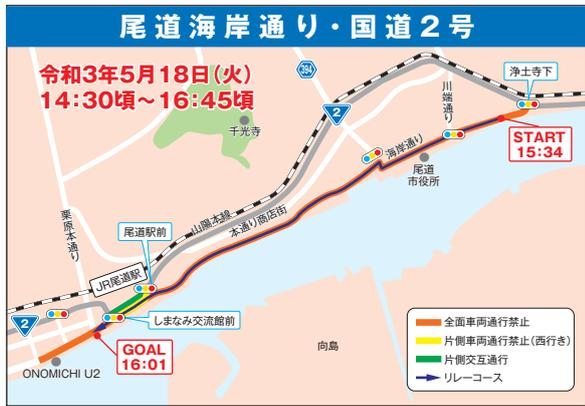 尾道海岸通り・国道2号
令和3年5月18日(火)
14:30頃～16:45頃
394
浄土寺下
川端通り
2
千光寺
START
15:34
海岸通り
尾道
市役所
山陽本線
本通り商店街
栗原本通り
尾道駅前
JR尾道駅
しまなみ交流館前
2
GOAL
16:01
ONOMICHI U2
向島
全面車両通行禁止
片側車両通行禁止(西行き)
片側交互通行
リレーコース